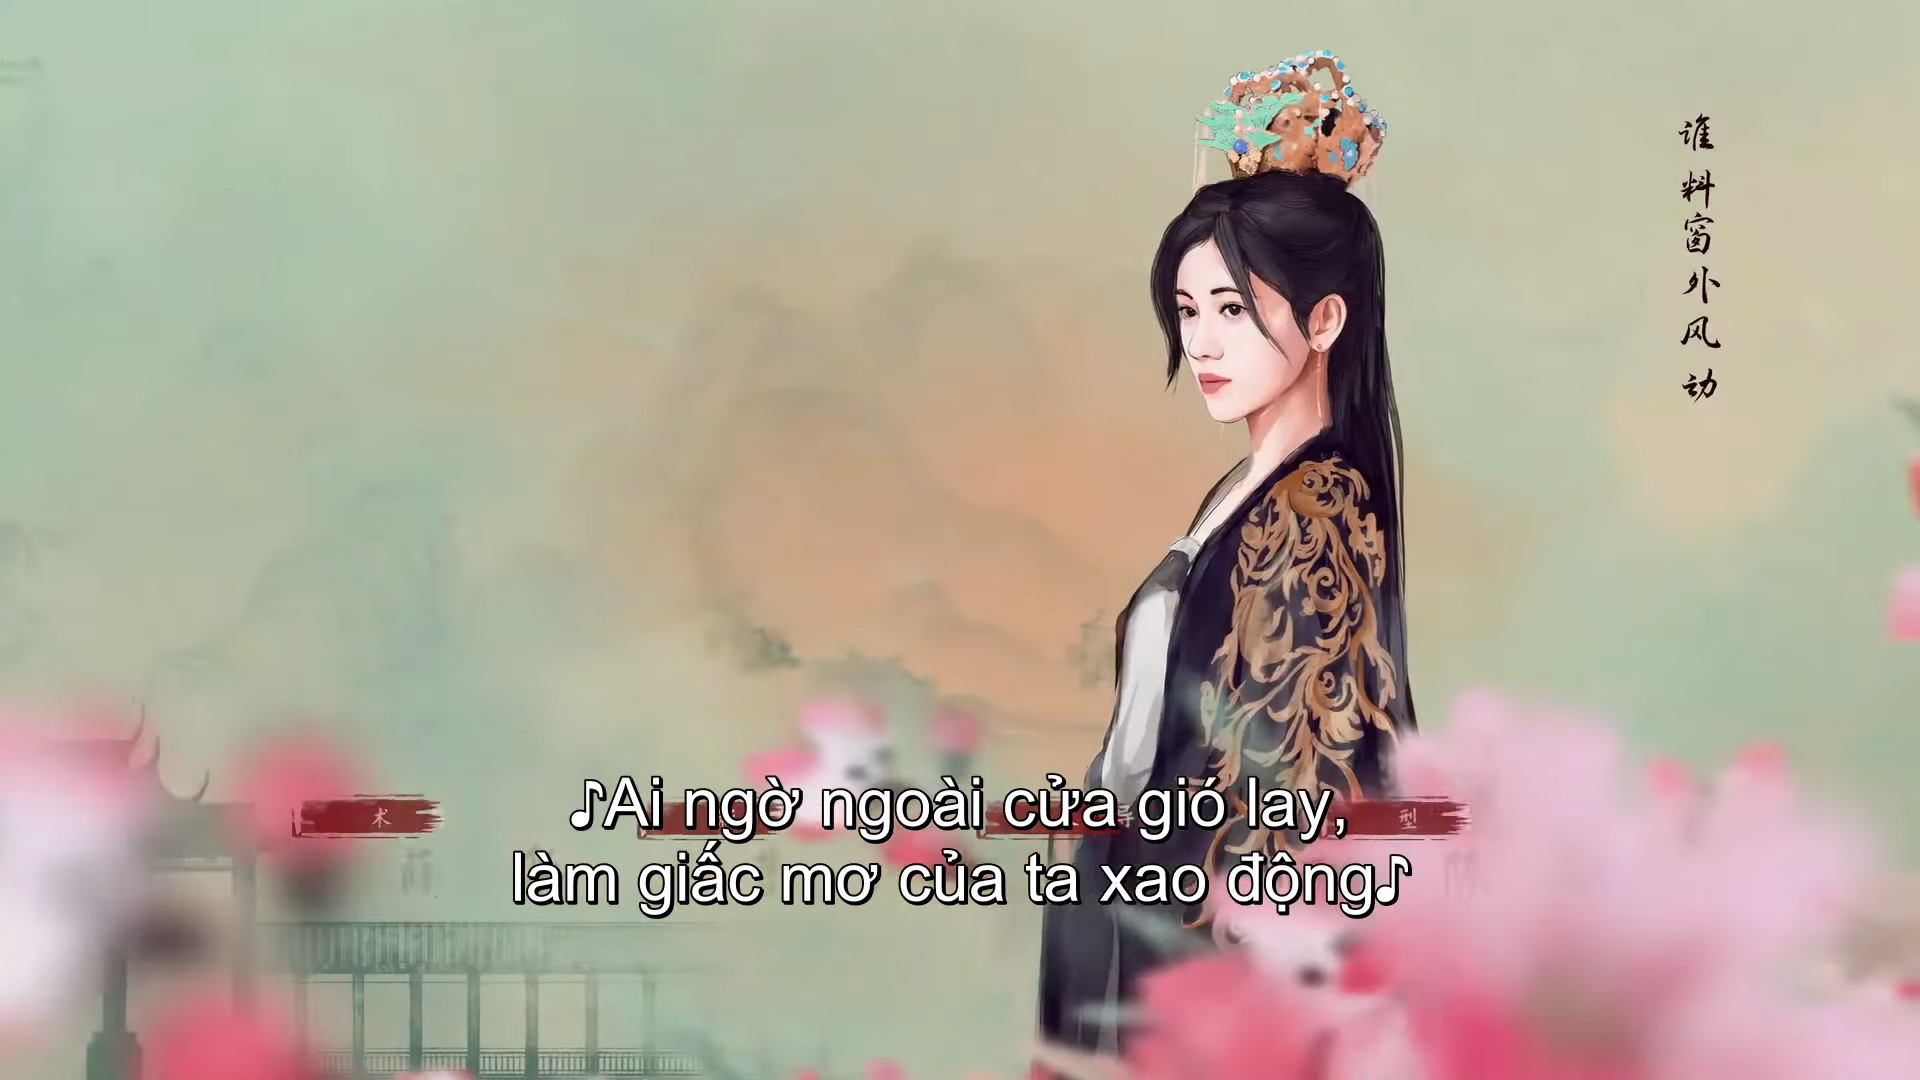 谁料窗外风动
术
型
♪Ai ngờ ngoài cửa gió lay,
làm giấc mơ của ta xao động♪